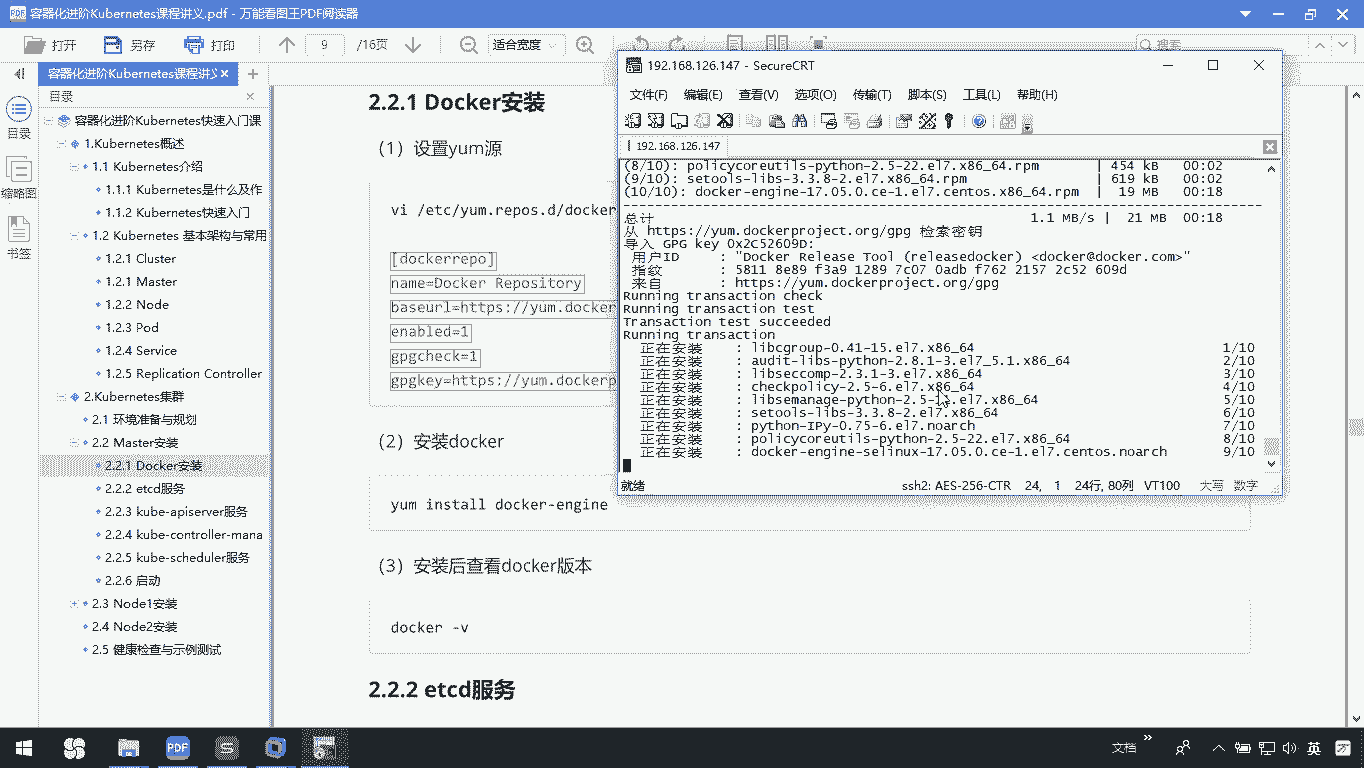 容器化进阶Kubernetes课程讲义.pdf - 万能看图王PDF阅读器
打开
另存
打印
9
/16页
适合宽度
搜索
容器化进阶Kubernetes课程讲义
目录
目录
缩略图
书签
容器化进阶Kubernetes快速入门课
1.Kubernetes概述
1.1 Kubernetes介绍
1.1.1 Kubernetes是什么及作
1.1.2 Kubernetes快速入门
1.2 Kubernetes 基本架构与常用
1.2.1 Cluster
1.2.1 Master
1.2.2 Node
1.2.3 Pod
1.2.4 Service
1.2.5 Replication Controller
2.Kubernetes集群
2.1 环境准备与规划
2.2 Master安装
2.2.1 Docker安装
2.2.2 etcd服务
2.2.3 kube-apiserver服务
2.2.4 kube-controller-mana
2.2.5 kube-scheduler服务
2.2.6 启动
2.3 Node1安装
2.4 Node2安装
2.5 健康检查与示例测试
2.2.1 Docker安装
（1）设置yum源
vi /etc/yum.repos.d/docker
[dockerrepo]
name=Docker Repository
baseurl=https://yum.docker
enabled=1
gpgcheck=1
gpgkey=https://yum.dockerp
（2）安装docker
yum install docker-engine
（3）安装后查看docker版本
docker -v
2.2.2 etcd服务
192.168.126.147 - SecureCRT
文件(F) 编辑(E) 查看(V) 选项(O) 传输(T) 脚本(S) 工具(L) 帮助(H)
192.168.126.147
(8/10): policycoreutils-python-2.5-22.el7.x86_64.rpm | 454 kB 00:02
(9/10): setools-libs-3.3.8-2.el7.x86_64.rpm | 619 kB 00:02
(10/10): docker-engine-17.05.0.ce-1.el7.centos.x86_64.rpm | 19 MB 00:18
--------------------------------------------------------------------------------
总计 1.1 MB/s | 21 MB 00:18
从 https://yum.dockerproject.org/gpg 检索密钥
导入 GPG key 0x2C52609D:
用户ID : "Docker Release Tool (releasedocker) <docker@docker.com>"
指纹 : 5811 8e89 f3a9 1289 7c07 0adb f762 2157 2c52 609d
来自 : https://yum.dockerproject.org/gpg
Running transaction check
Running transaction test
Transaction test succeeded
Running transaction
正在安装 : libcgroup-0.41-15.el7.x86_64 1/10
正在安装 : audit-libs-python-2.8.1-3.el7_5.1.x86_64 2/10
正在安装 : libseccomp-2.3.1-3.el7.x86_64 3/10
正在安装 : checkpolicy-2.5-6.el7.x86_64 4/10
正在安装 : libsemanage-python-2.5-11.el7.x86_64 5/10
正在安装 : setools-libs-3.3.8-2.el7.x86_64 6/10
正在安装 : python-IPy-0.75-6.el7.noarch 7/10
正在安装 : policycoreutils-python-2.5-22.el7.x86_64 8/10
正在安装 : docker-engine-selinux-17.05.0.ce-1.el7.centos.noarch 9/10
就绪
ssh2: AES-256-CTR 24, 1 24行, 80列 VT100 大写 数字
文档
英